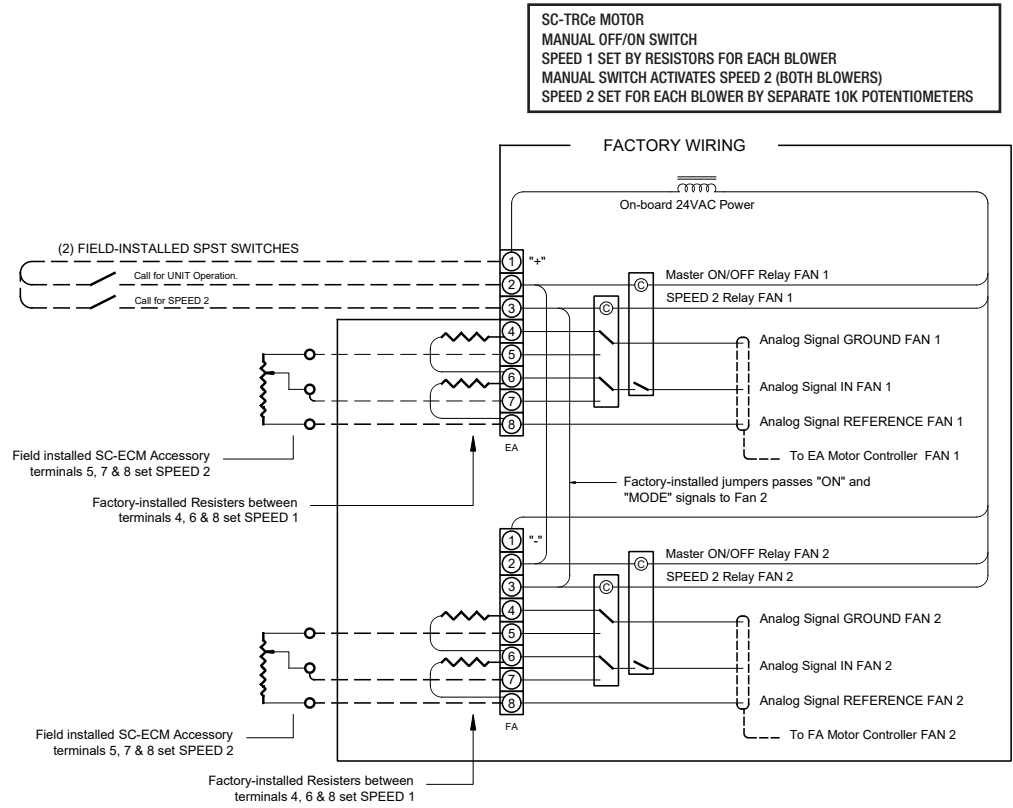 SC-TRCe MOTOR
MANUAL OFF/ON SWITCH
SPEED 1 SET BY RESISTORS FOR EACH BLOWER
MANUAL SWITCH ACTIVATES SPEED 2 (BOTH BLOWERS)
SPEED 2 SET FOR EACH BLOWER BY SEPARATE 10K POTENTIOMETERS
FACTORY WIRING
On-board 24VAC Power
(2) FIELD-INSTALLED SPST SWITCHES
Call for UNIT Operation.
Call for SPEED 2
1 "+"
2
3
4
5
6
7
8
EA
C
C
Master ON/OFF Relay FAN 1
SPEED 2 Relay FAN 1
Analog Signal GROUND FAN 1
Analog Signal IN FAN 1
Analog Signal REFERENCE FAN 1
To EA Motor Controller FAN 1
Field installed SC-ECM Accessory
terminals 5, 7 & 8 set SPEED 2
Factory-installed Resisters between
terminals 4, 6 & 8 set SPEED 1
Factory-installed jumpers passes "ON" and
"MODE" signals to Fan 2
1 "-"
2
3
4
5
6
7
8
FA
C
C
Master ON/OFF Relay FAN 2
SPEED 2 Relay FAN 2
Analog Signal GROUND FAN 2
Analog Signal IN FAN 2
Analog Signal REFERENCE FAN 2
To FA Motor Controller FAN 2
Field installed SC-ECM Accessory
terminals 5, 7 & 8 set SPEED 2
Factory-installed Resisters between
terminals 4, 6 & 8 set SPEED 1